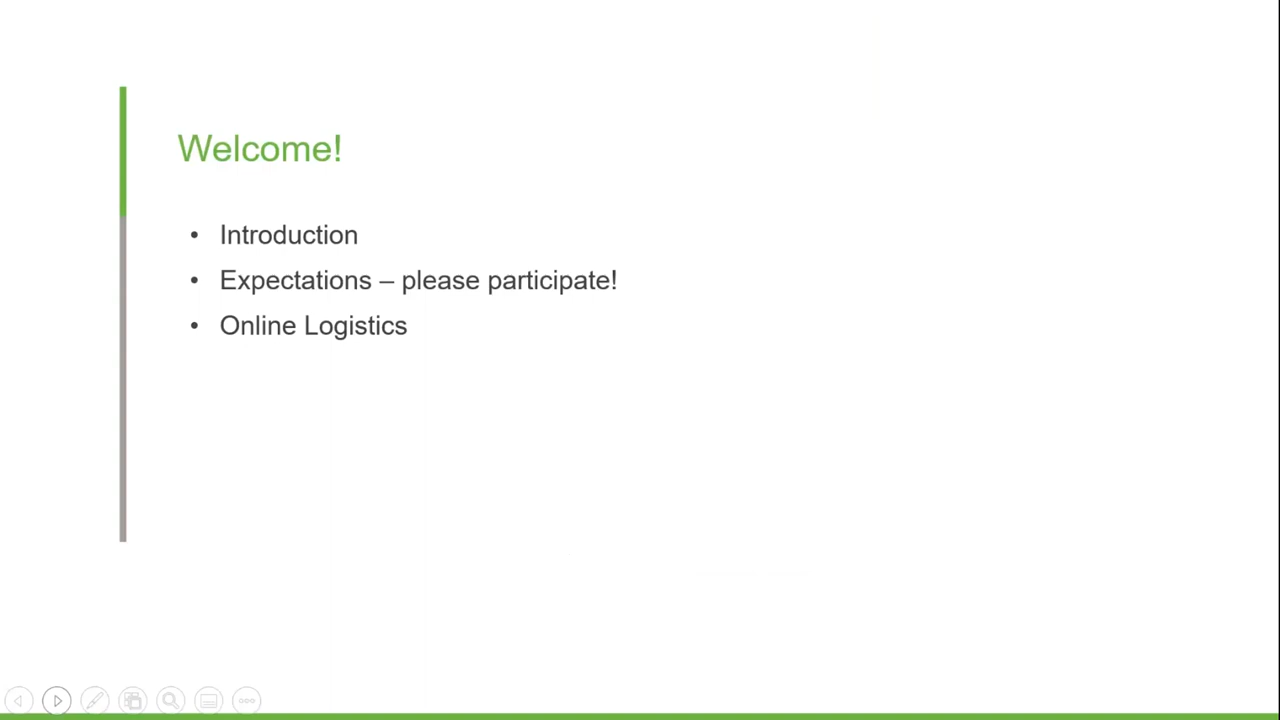 Welcome!
• Introduction
• Expectations – please participate!
• Online Logistics